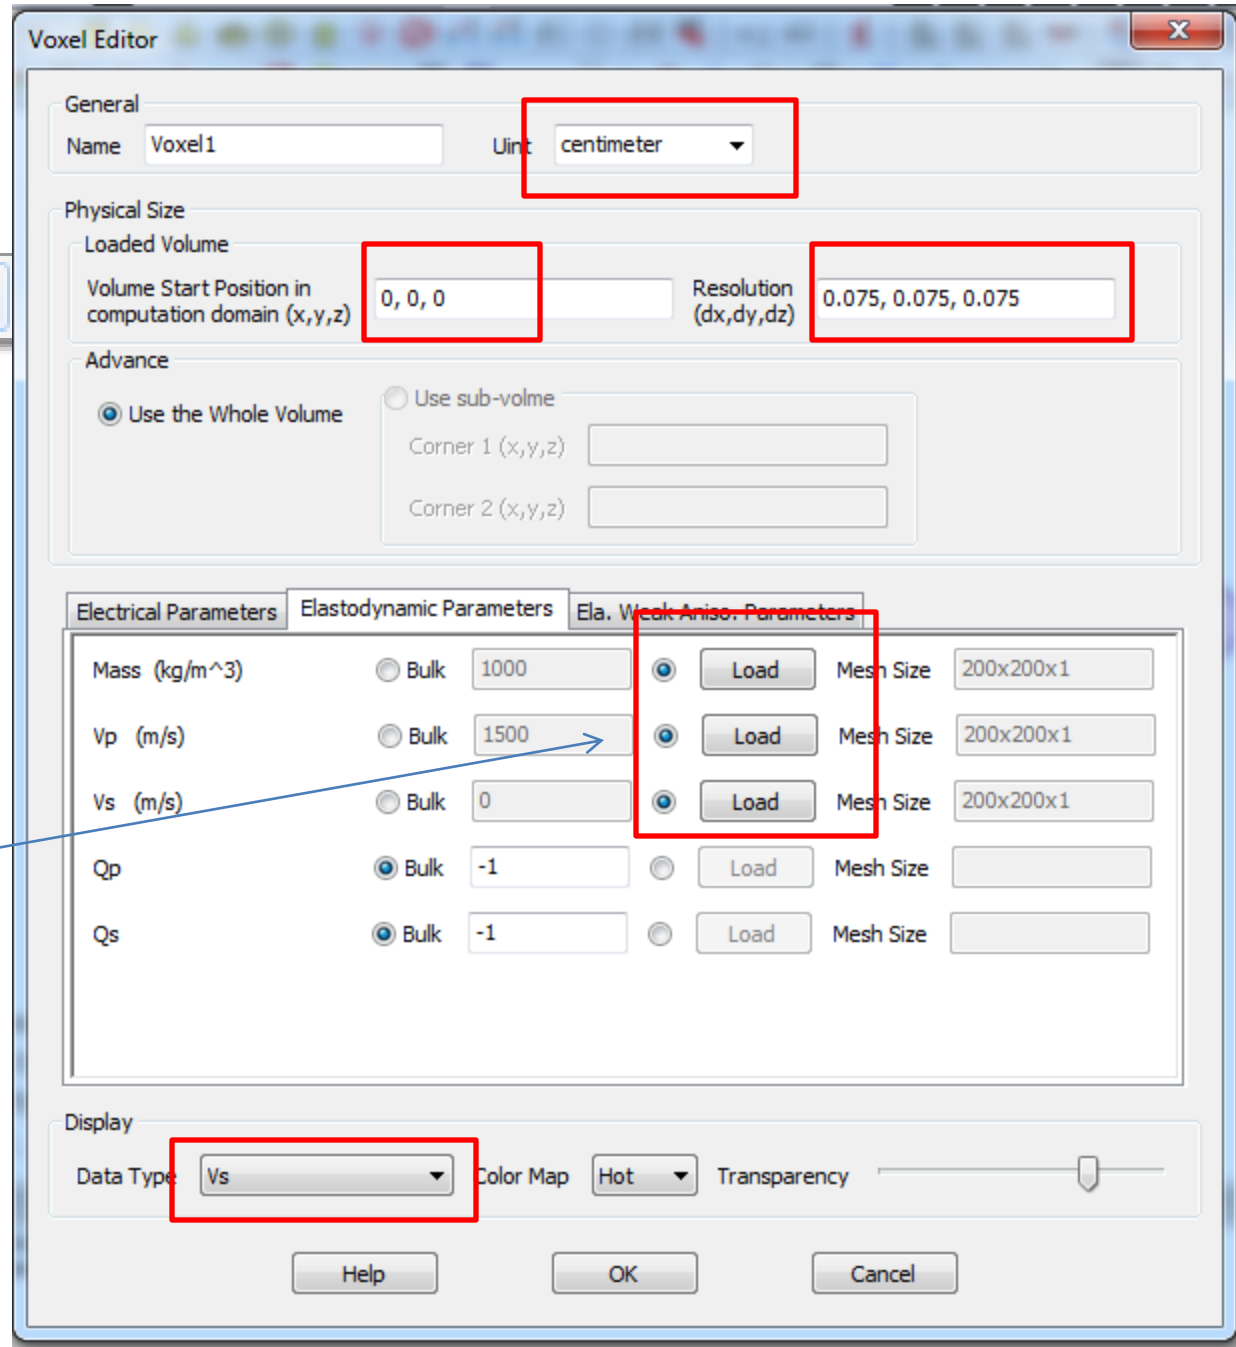 Voxel Editor
X
General
Name Voxel1 Uint centimeter
Physical Size
Loaded Volume
Volume Start Position in
computation domain (x,y,z) 0, 0, 0 Resolution
(dx,dy,dz) 0.075, 0.075, 0.075
Advance
Use the Whole Volume Use sub-volme
Corner 1 (x,y,z)
Corner 2 (x,y,z)
Electrical Parameters Elastodynamic Parameters Ela. Weak Aniso. Parameters
Mass (kg/m^3) Bulk 1000 Load Mesh Size 200x200x1
Vp (m/s) Bulk 1500 Load Mesh Size 200x200x1
Vs (m/s) Bulk 0 Load Mesh Size 200x200x1
Qp Bulk -1 Load Mesh Size
Qs Bulk -1 Load Mesh Size
Display
Data Type Vs Color Map Hot Transparency
Help OK Cancel